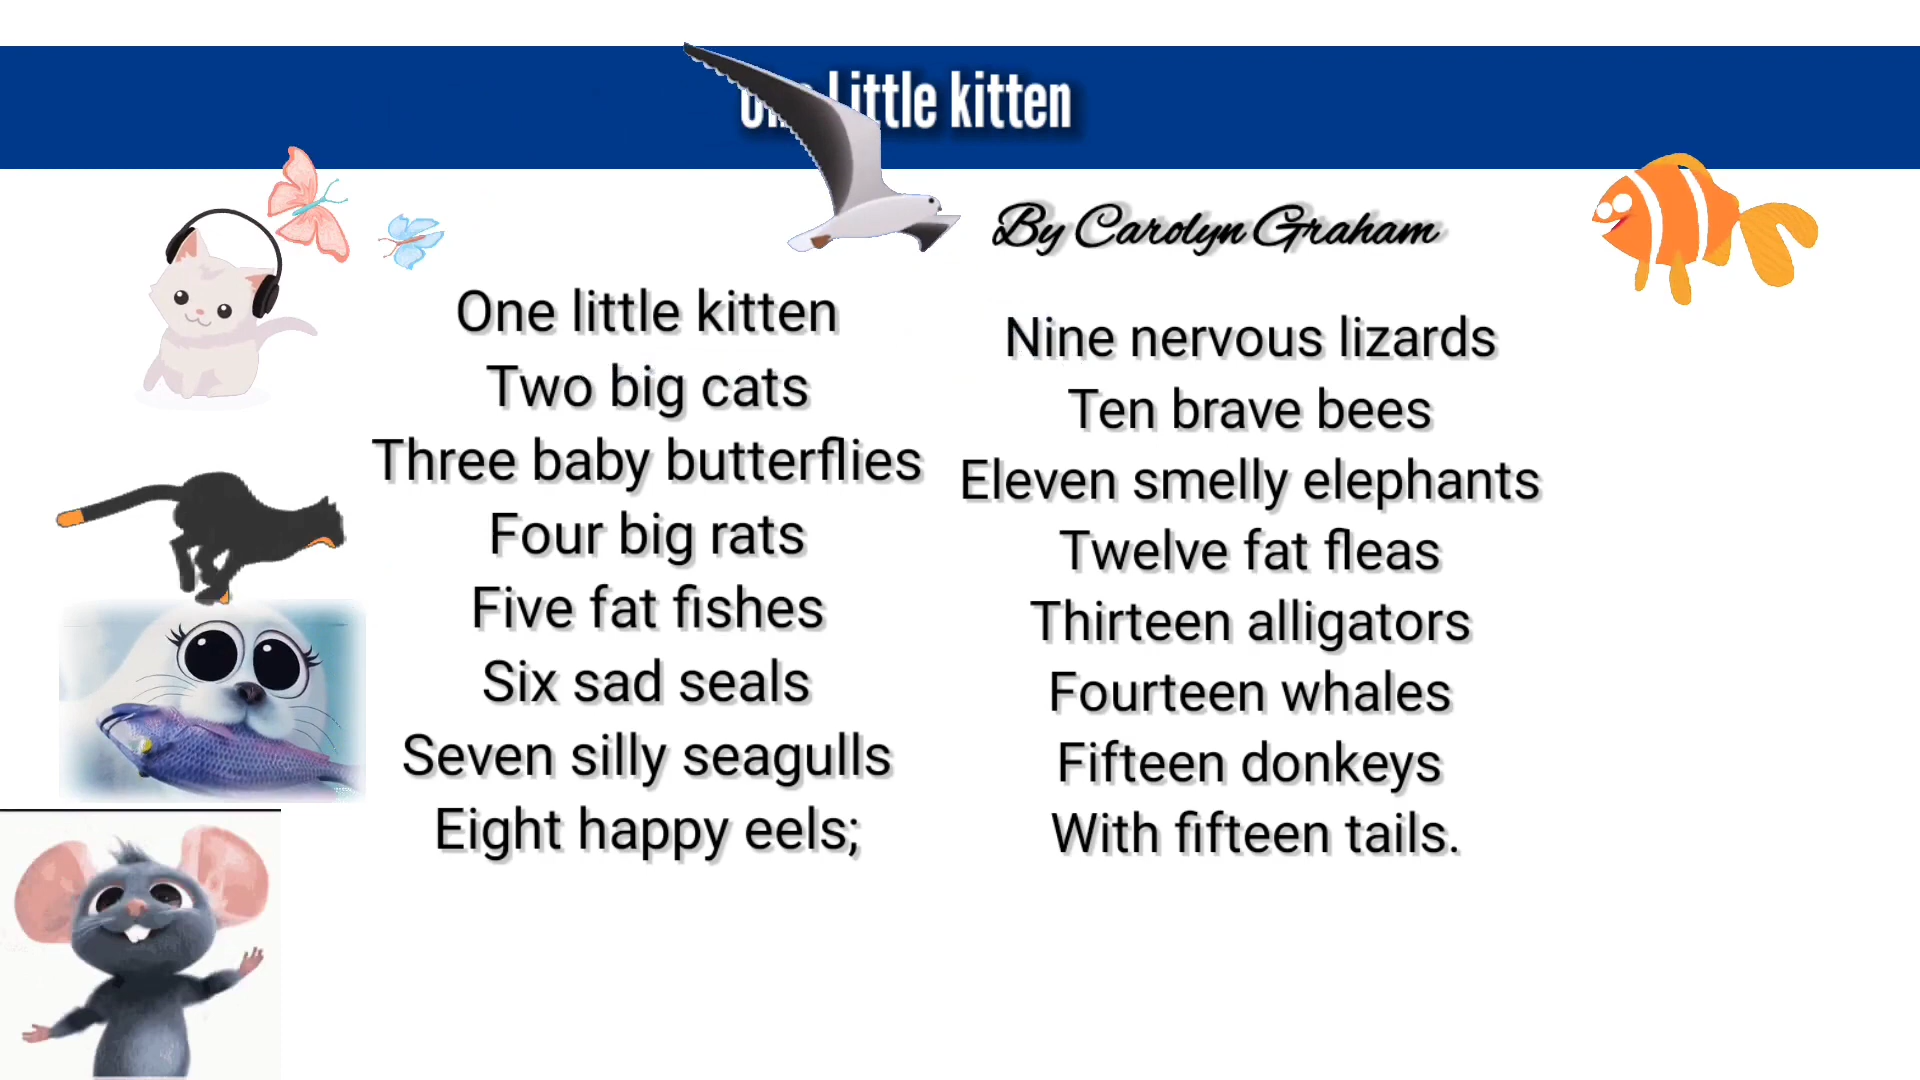 Little kitten
By Carolyn Graham
One little kitten
Two big cats
Three baby butterflies
Four big rats
Five fat fishes
Six sad seals
Seven silly seagulls
Eight happy eels;
Nine nervous lizards
Ten brave bees
Eleven smelly elephants
Twelve fat fleas
Thirteen alligators
Fourteen whales
Fifteen donkeys
With fifteen tails.